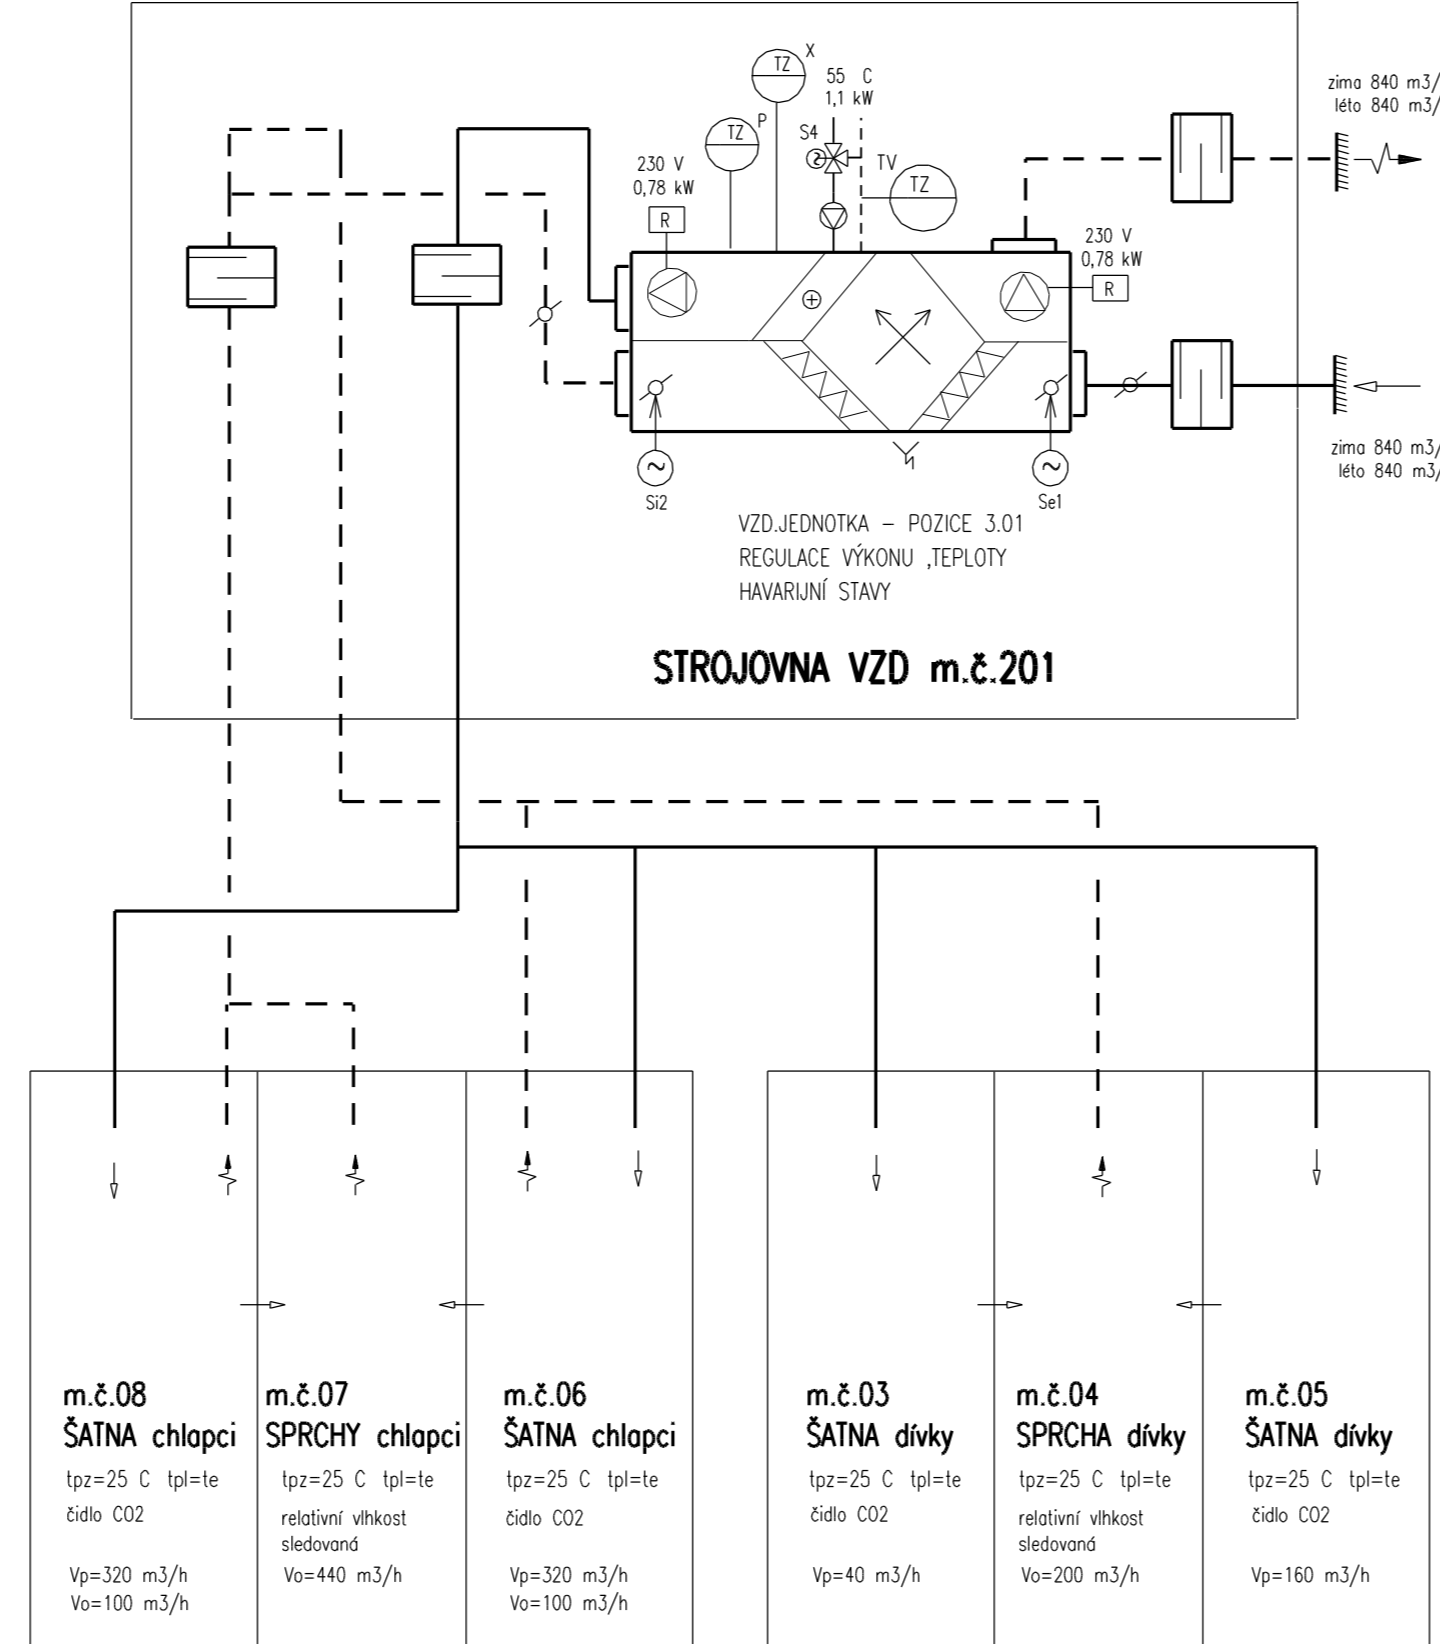 TZ
X
55 C
1,1 kW
TZ
P
S4
TV
TZ
230 V
0,78 kW
R
zima 840 m3/
léto 840 m3/
230 V
0,78 kW
R
zima 840 m3/
léto 840 m3/
Si2
Se1
VZD.JEDNOTKA – POZICE 3.01
REGULACE VÝKONU ,TEPLOTY
HAVARIJNÍ STAVY
STROJOVNA VZD m.č.201
m.č.08
ŠATNA chlapci
tpz=25 C tpl=te
čidlo CO2
Vp=320 m3/h
Vo=100 m3/h
m.č.07
SPRCHY chlapci
tpz=25 C tpl=te
relativní vlhkost
sledovaná
Vo=440 m3/h
m.č.06
ŠATNA chlapci
tpz=25 C tpl=te
čidlo CO2
Vp=320 m3/h
Vo=100 m3/h
m.č.03
ŠATNA dívky
tpz=25 C tpl=te
čidlo CO2
Vp=40 m3/h
m.č.04
SPRCHA dívky
tpz=25 C tpl=te
relativní vlhkost
sledovaná
Vo=200 m3/h
m.č.05
ŠATNA dívky
tpz=25 C tpl=te
čidlo CO2
Vp=160 m3/h